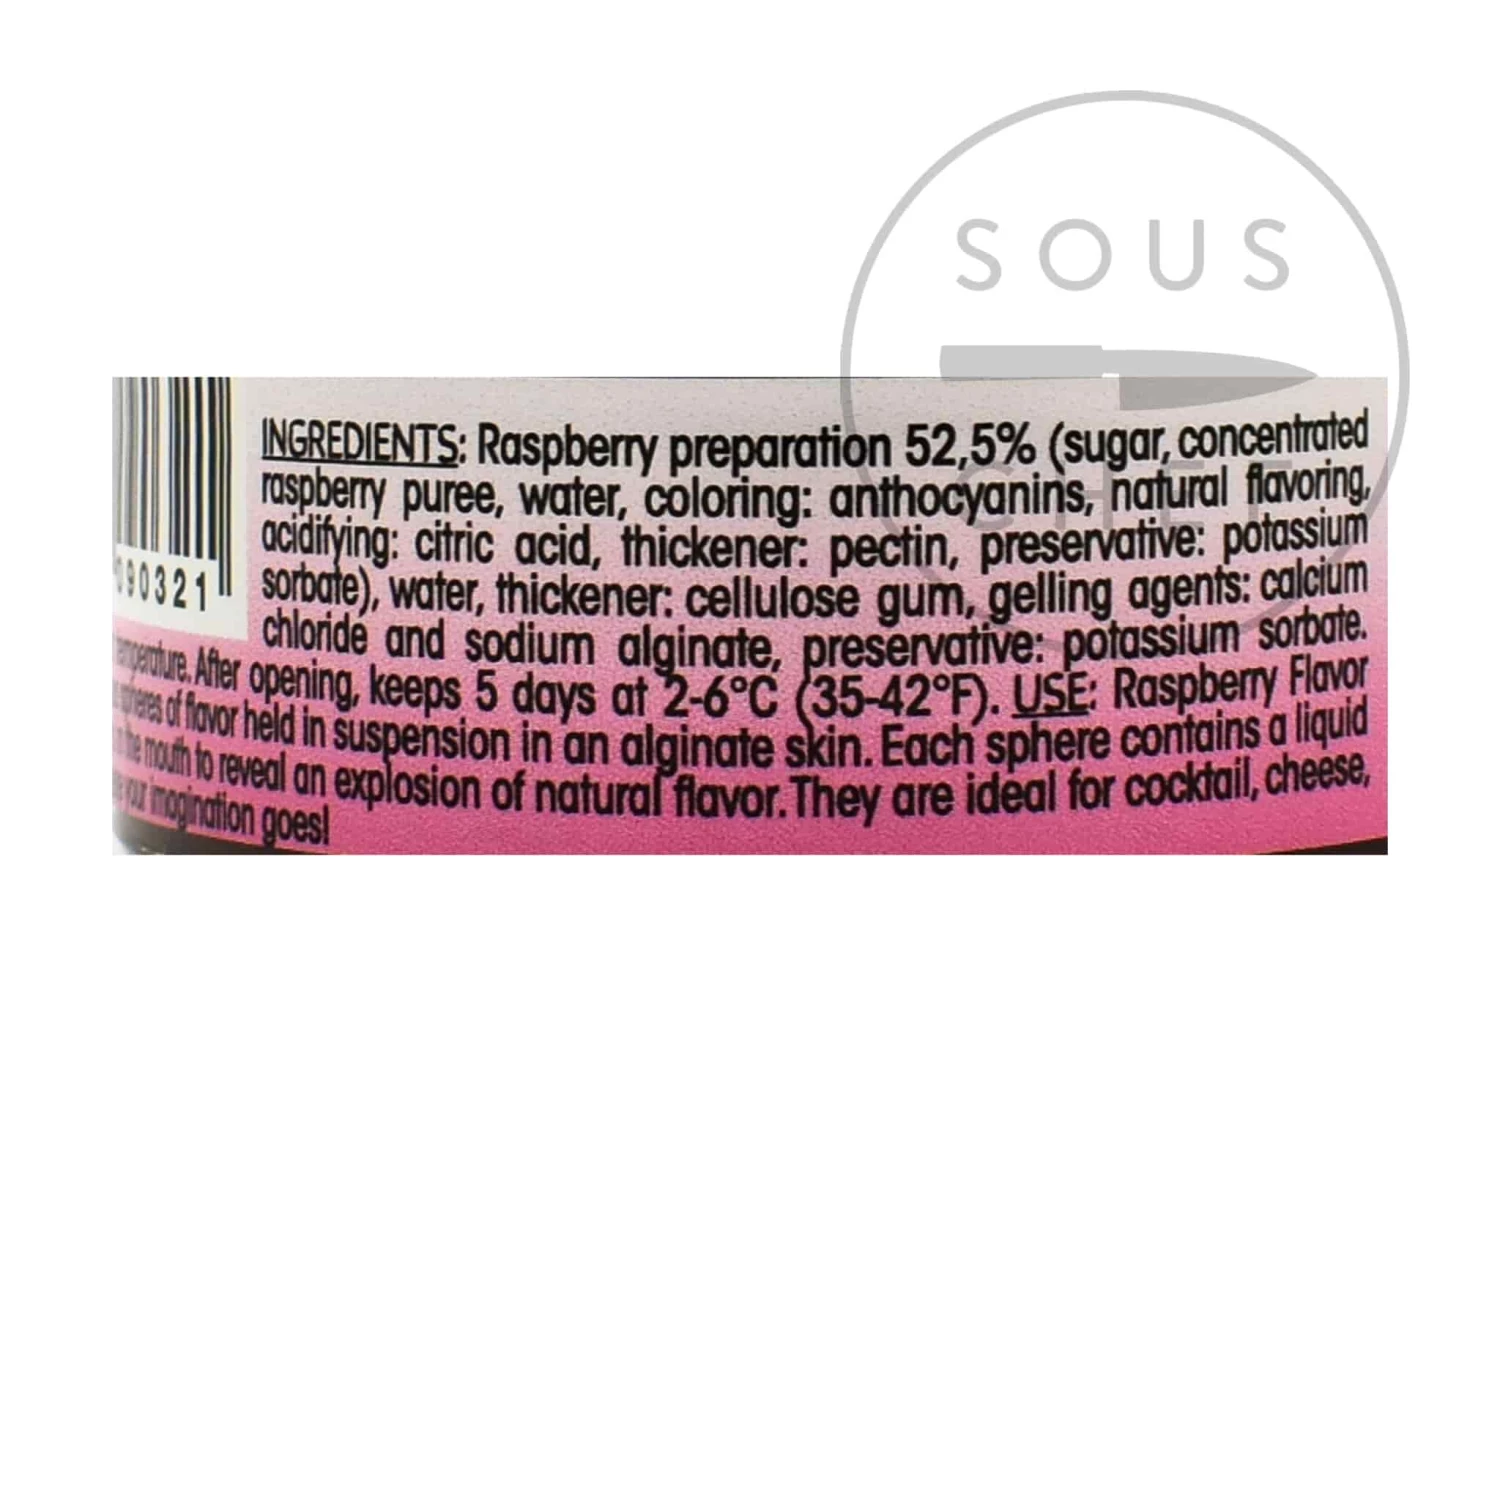 SOUS
CHEF
INGREDIENTS: Raspberry preparation 52,5% (sugar, concentrated
raspberry puree, water, coloring: anthocyanins, natural flavoring,
acidifying: citric acid, thickener: pectin, preservative: potassium
sorbate), water, thickener: cellulose gum, gelling agents: calcium
chloride and sodium alginate, preservative: potassium sorbate.
090321
temperature. After opening, keeps 5 days at 2-6°C (35-42°F). USE: Raspberry Flavor
spheres of flavor held in suspension in an alginate skin. Each sphere contains a liquid
the mouth to reveal an explosion of natural flavor. They are ideal for cocktail, cheese,
your imagination goes!